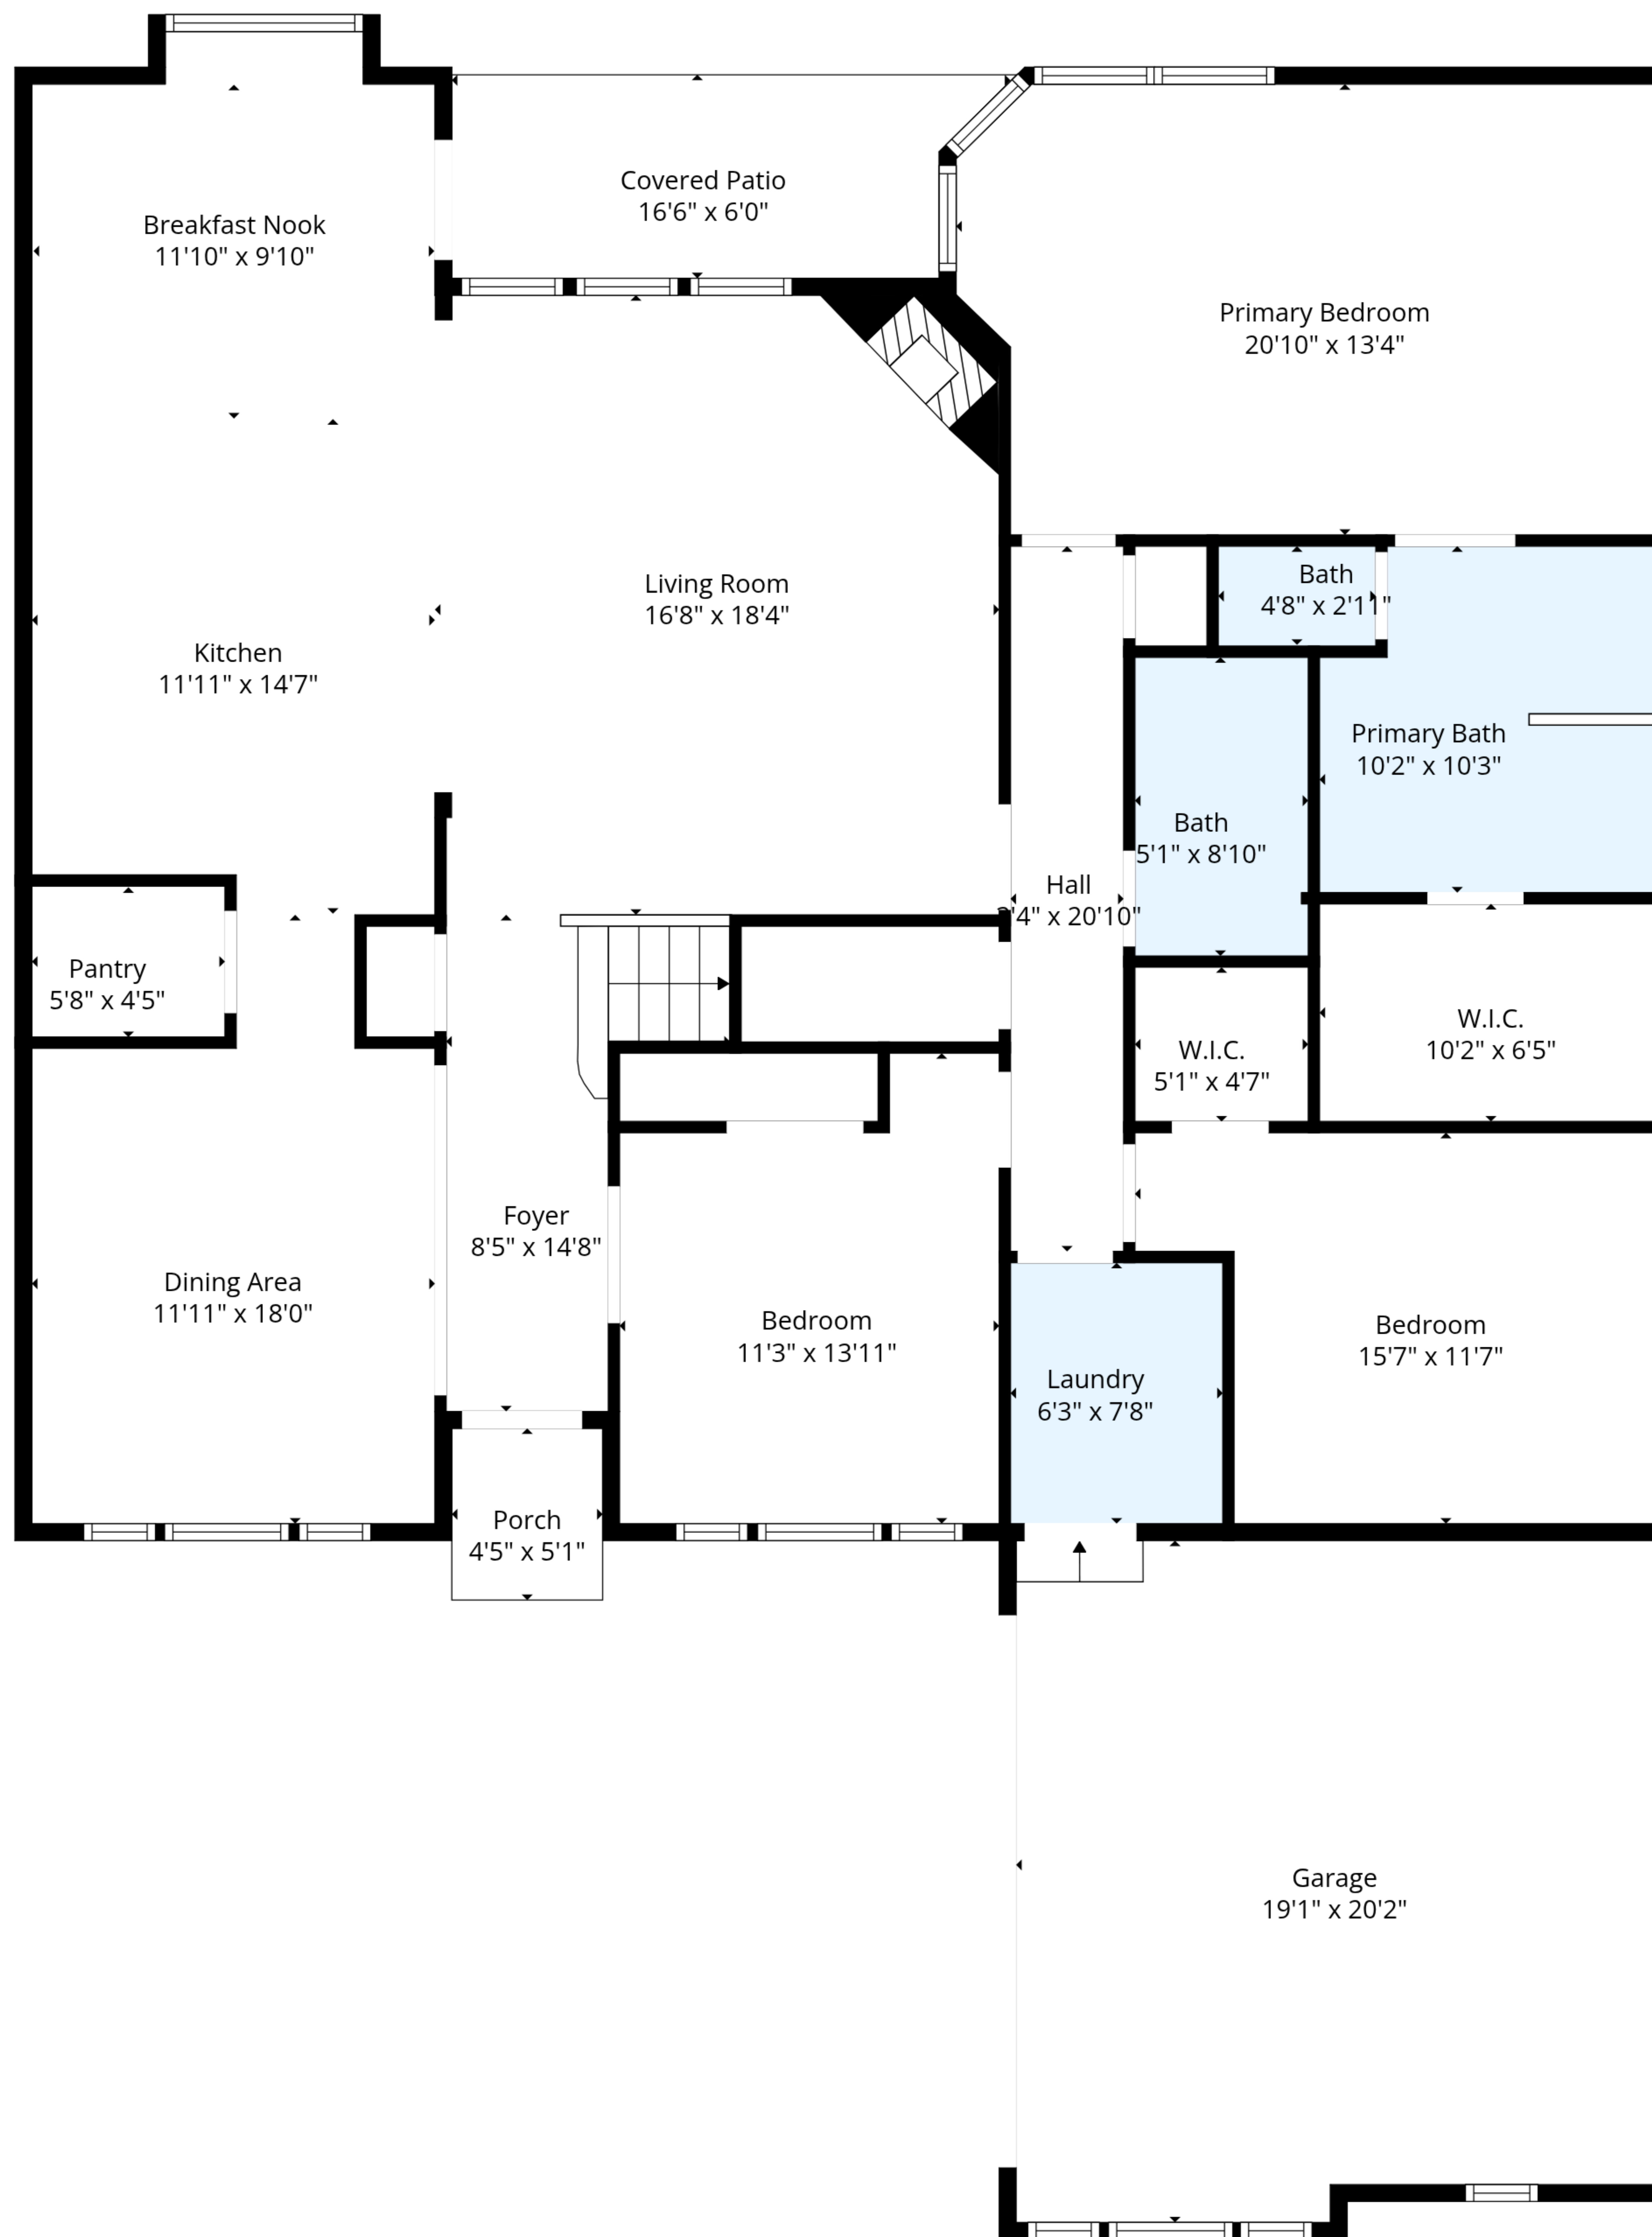 Covered Patio
16'6" x 6'0"
Breakfast Nook
11'10" x 9'10"
Primary Bedroom
20'10" x 13'4"
Bath
4'8" x 2'11"
Living Room
16'8" x 18'4"
Kitchen
11'11" x 14'7"
Primary Bath
10'2" x 10'3"
Bath
5'1" x 8'10"
Hall
x 20'10"
Pantry
5'8" x 4'5"
W.I.C.
10'2" x 6'5"
W.I.C.
5'1" x 4'7"
Foyer
8'5" x 14'8"
Dining Area
11'11" x 18'0"
Bedroom
11'3" x 13'11"
Bedroom
15'7" x 11'7"
Laundry
6'3" x 7'8"
Porch
4'5" x 5'1"
Garage
19'1" x 20'2"